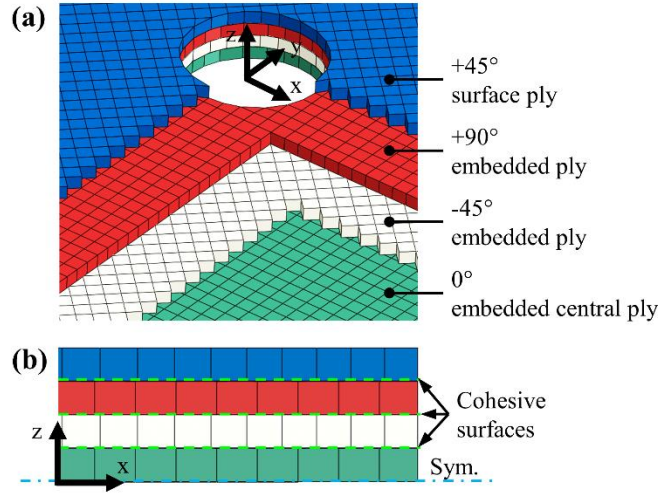 (a)
z
y
x
+45°
surface ply
+90°
embedded ply
-45°
embedded ply
0°
embedded central ply
(b)
z
x
Cohesive
surfaces
Sym.